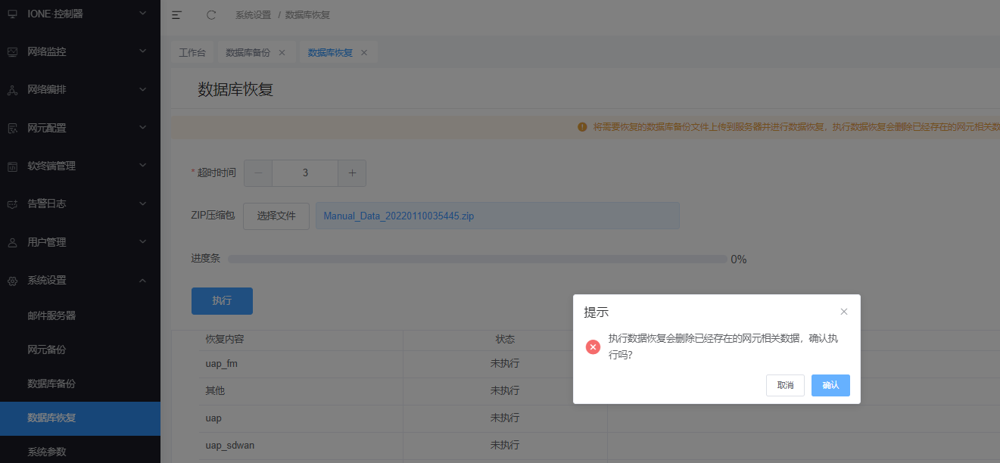 IONE 控制器
网络监控
网络编排
网元配置
软终端管理
告警日志
用户管理
系统设置
邮件服务器
网元备份
数据库备份
数据库恢复
系统参数
系统设置 / 数据库恢复
工作台 数据库备份 数据库恢复
数据库恢复
将需要恢复的数据库备份文件上传到服务器并进行数据恢复，执行数据恢复会删除已经存在的网元相关数
* 超时时间 3
ZIP压缩包 选择文件 Manual_Data_20220110035445.zip
进度条 0%
执行
恢复内容 状态
uap_fm 未执行
其他 未执行
uap 未执行
uap_sdwan 未执行
提示
执行数据恢复会删除已经存在的网元相关数据，确认执
行吗?
取消 确认